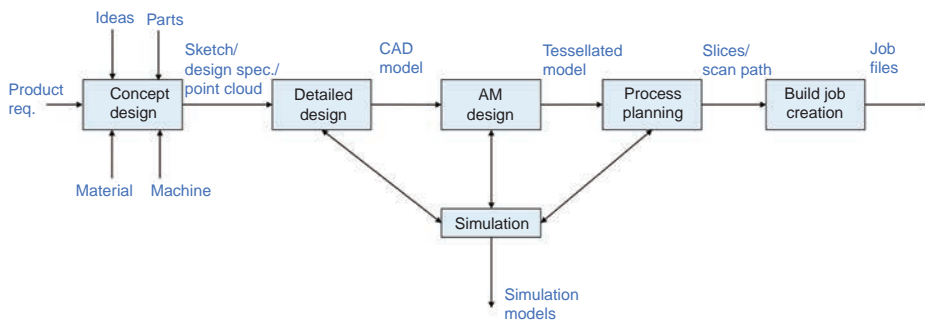 Ideas
Parts
Sketch/
design spec./
point cloud
CAD
model
Tessellated
model
Slices/
scan path
Job
files
Product
req.
Concept
design
Detailed
design
AM
design
Process
planning
Build job
creation
Material
Machine
Simulation
Simulation
models